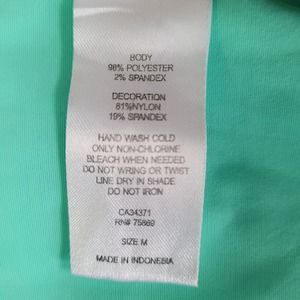 BODY
98% POLYESTER
2% SPANDEX
DECORATION
81%NYLON
19% SPANDEX
HAND WASH COLD
ONLY NON-CHLORINE
BLEACH WHEN NEEDED
DO NOT WRING OR TWIST
LINE DRY IN SHADE
DO NOT IRON
CA34371
RN# 75869
SIZE M
MADE IN INDONESIA